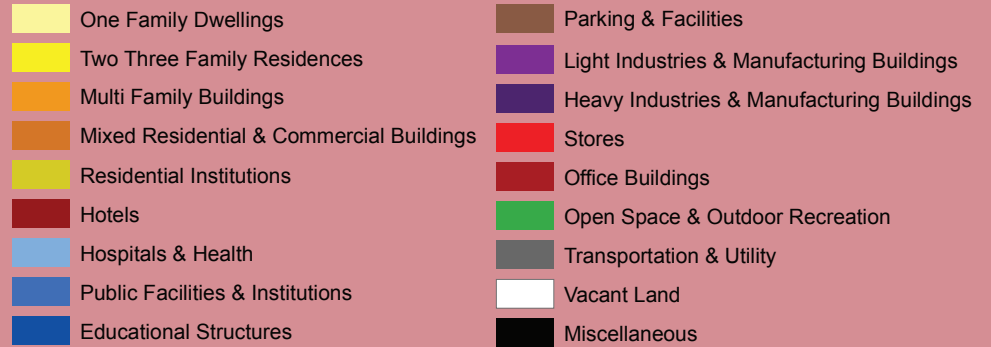 One Family Dwellings
Two Three Family Residences
Multi Family Buildings
Mixed Residential & Commercial Buildings
Residential Institutions
Hotels
Hospitals & Health
Public Facilities & Institutions
Educational Structures
Parking & Facilities
Light Industries & Manufacturing Buildings
Heavy Industries & Manufacturing Buildings
Stores
Office Buildings
Open Space & Outdoor Recreation
Transportation & Utility
Vacant Land
Miscellaneous